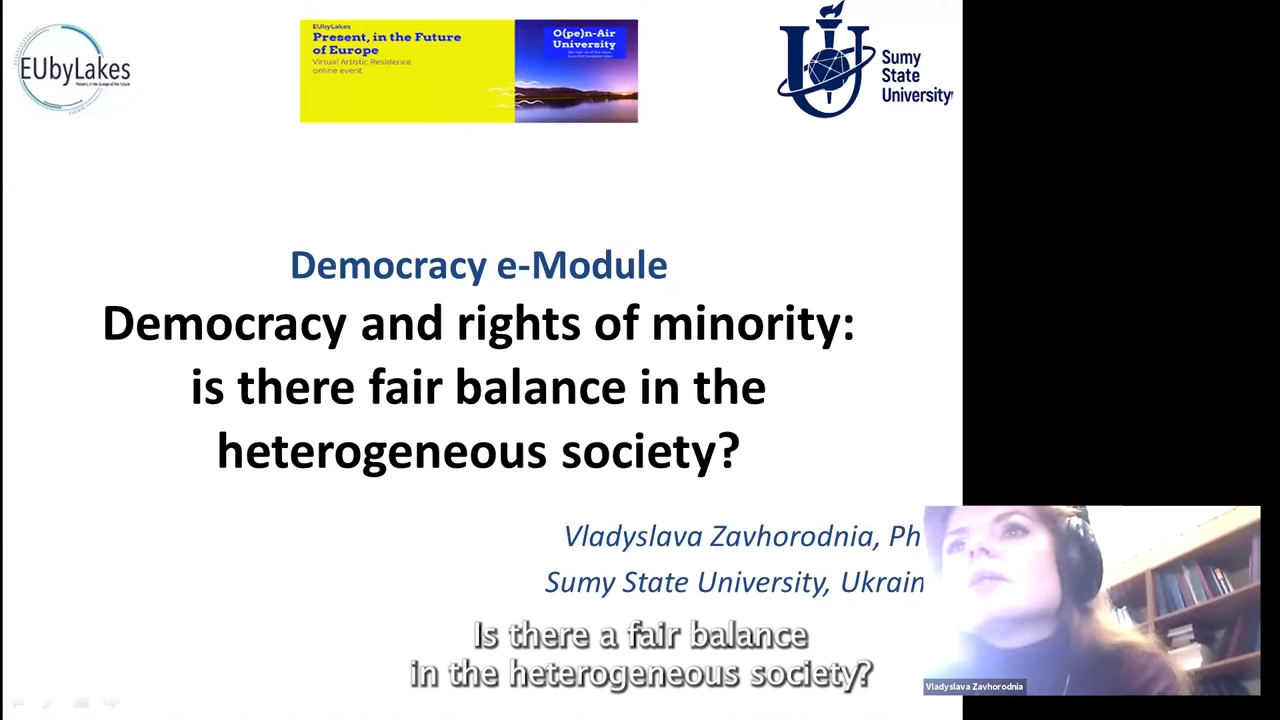 EUbyLakes
EUbyLakes
Present, in the Future
of Europe
Virtual Artistic Residence
online event
O(pe)n-Air
University
Sumy
State
University
Democracy e-Module
Democracy and rights of minority:
is there fair balance in the
heterogeneous society?
Vladyslava Zavhorodnia, Ph
Sumy State University, Ukrain
Is there a fair balance
in the heterogeneous society?
Vladyslava Zavhorodnia